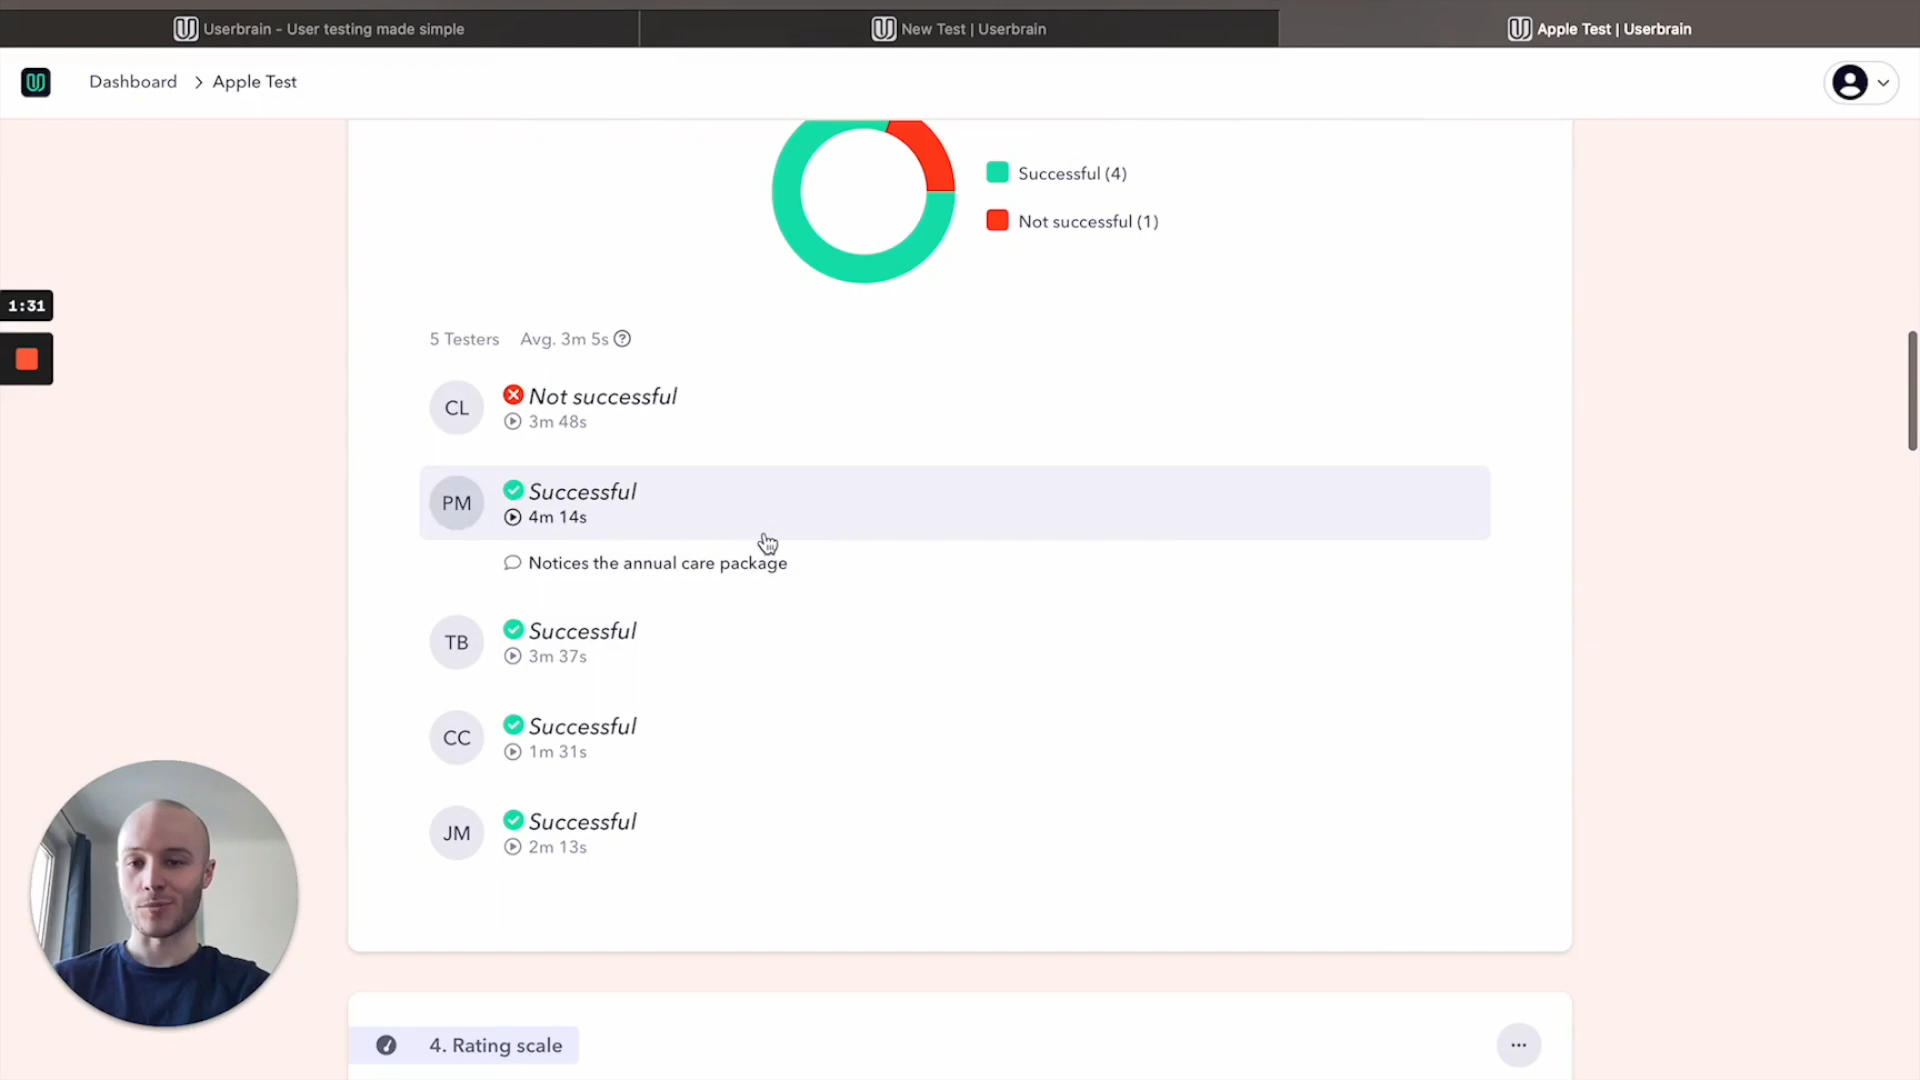 Userbrain - User testing made simple
New Test | Userbrain
Apple Test | Userbrain
Dashboard > Apple Test
Successful (4)
Not successful (1)
1:31
5 Testers Avg. 3m 5s ?
CL
Not successful
3m 48s
PM
Successful
4m 14s
Notices the annual care package
TB
Successful
3m 37s
CC
Successful
1m 31s
JM
Successful
2m 13s
4. Rating scale